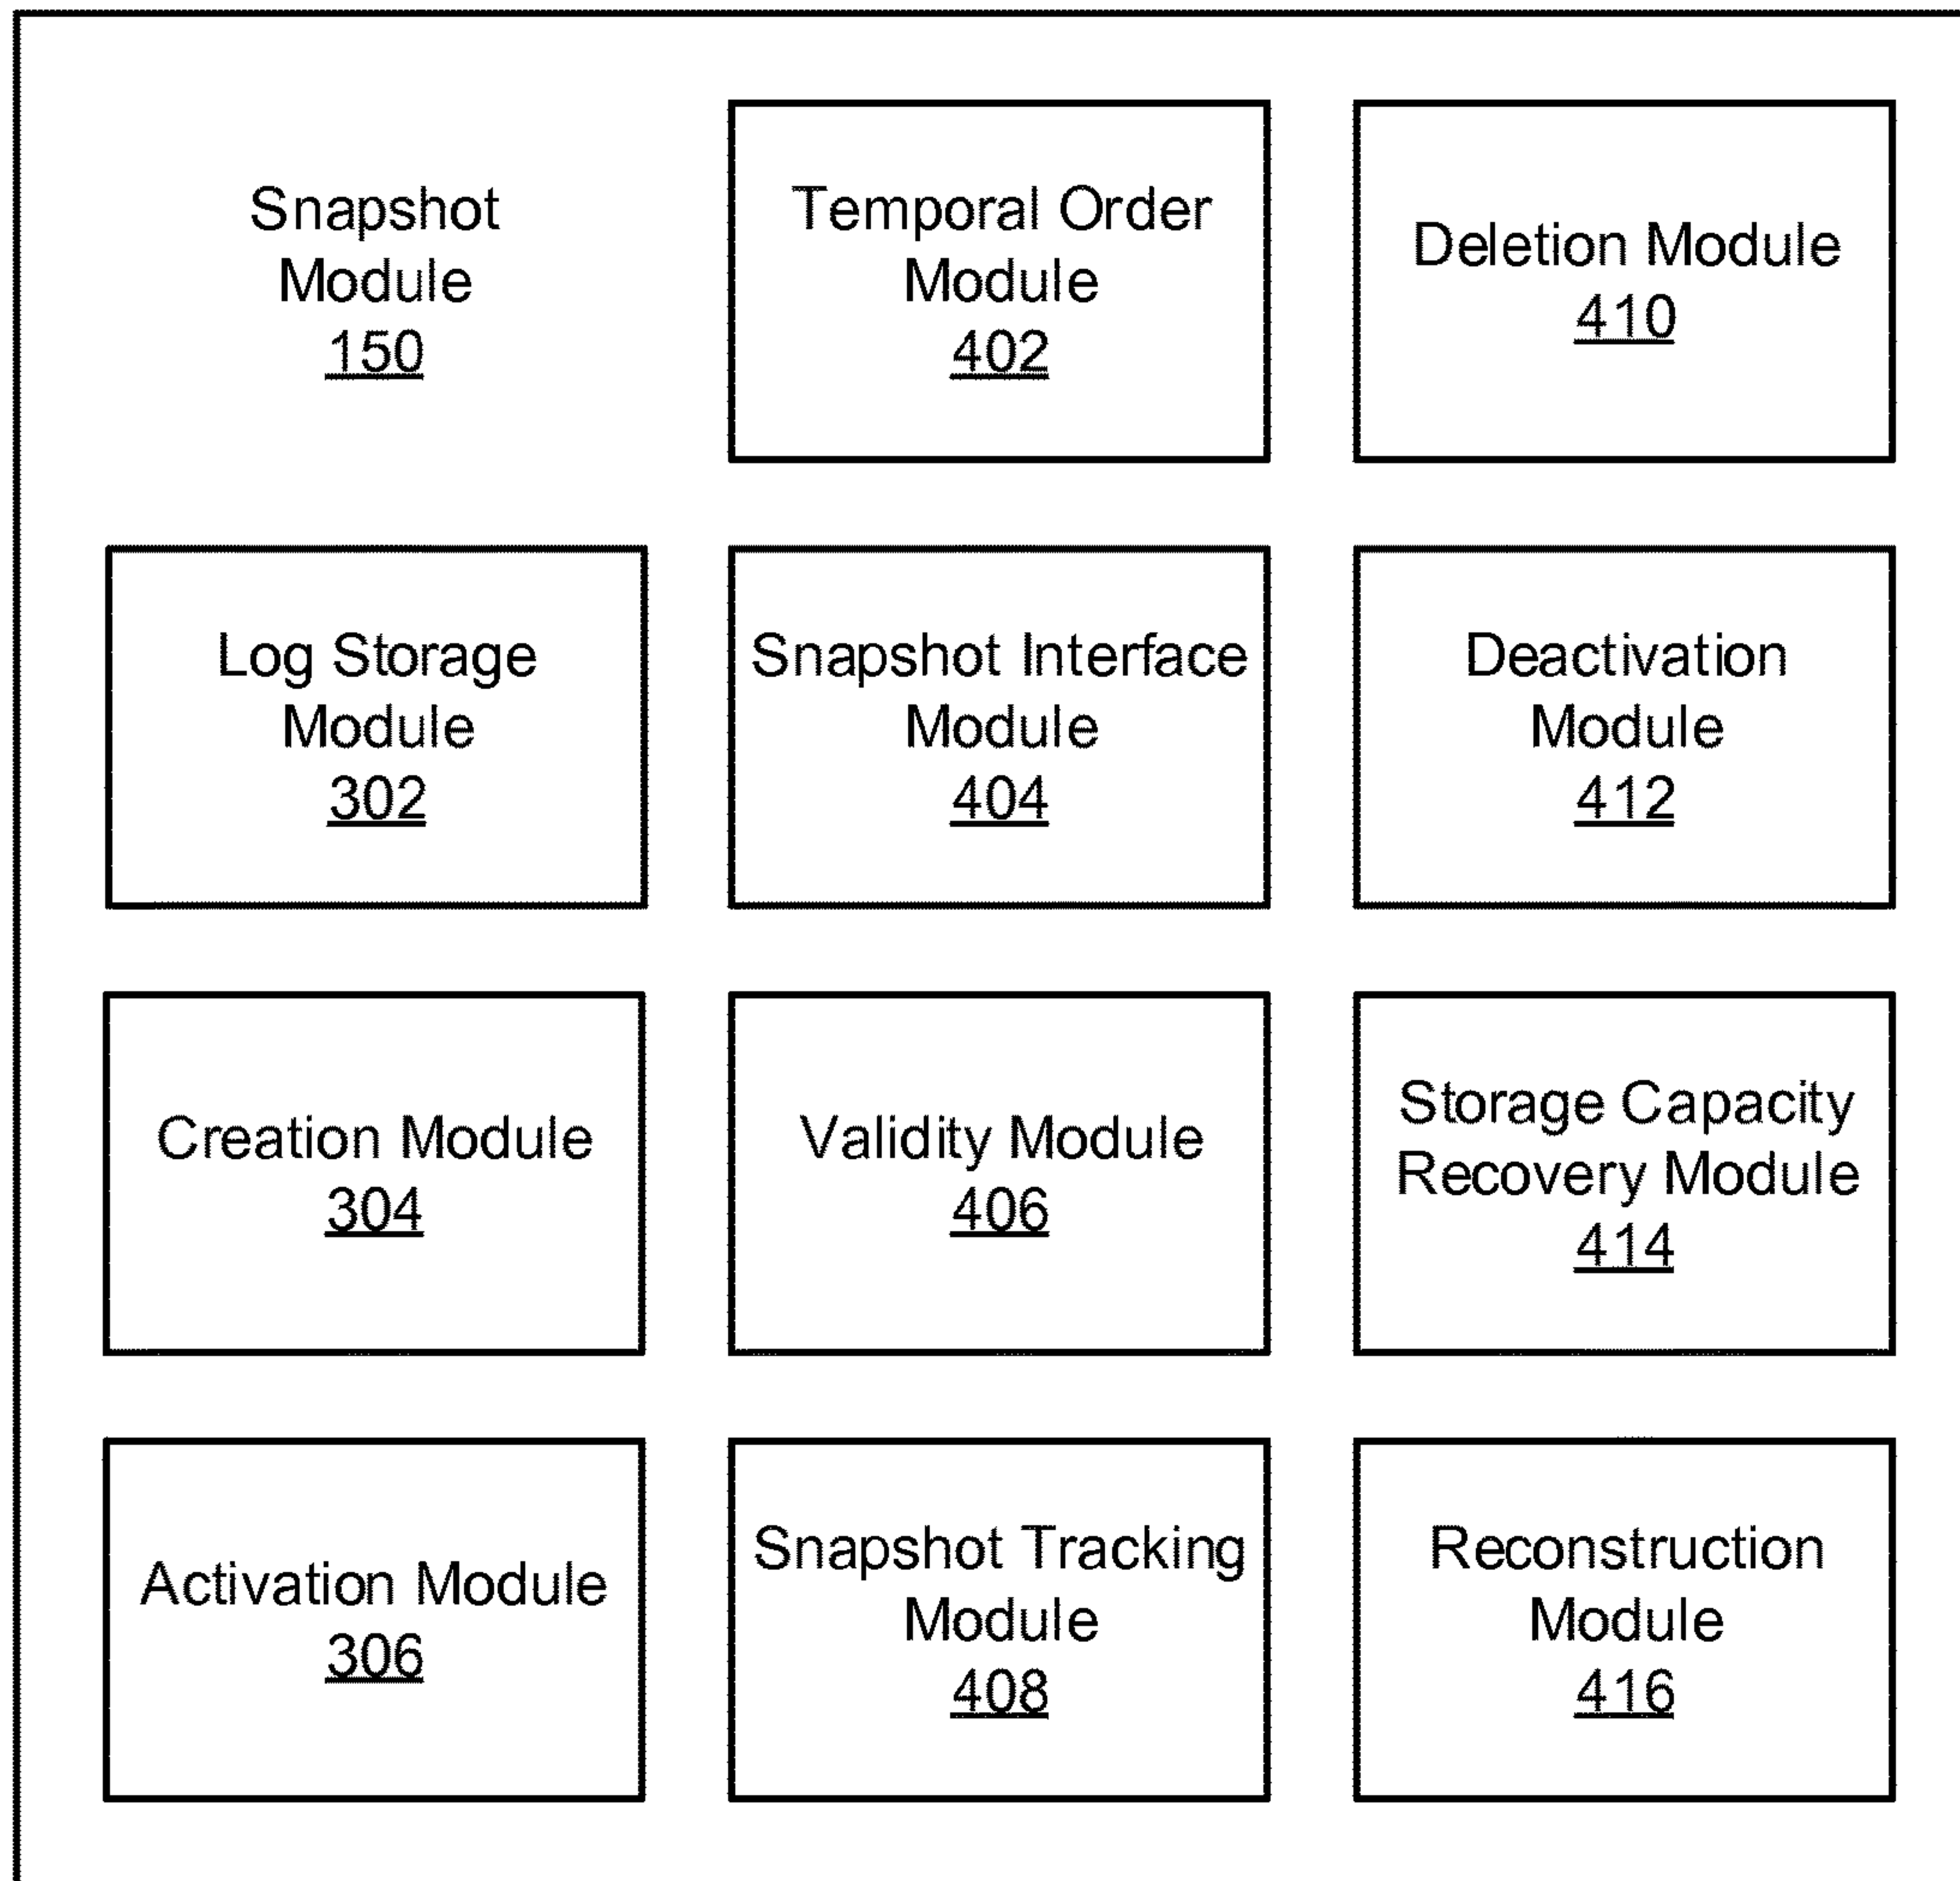 Snapshot
Module
150
Temporal Order
Module
402
Deletion Module
410
Log Storage
Module
302
Snapshot Interface
Module
404
Deactivation
Module
412
Creation Module
304
Validity Module
406
Storage Capacity
Recovery Module
414
Activation Module
306
Snapshot Tracking
Module
408
Reconstruction
Module
416